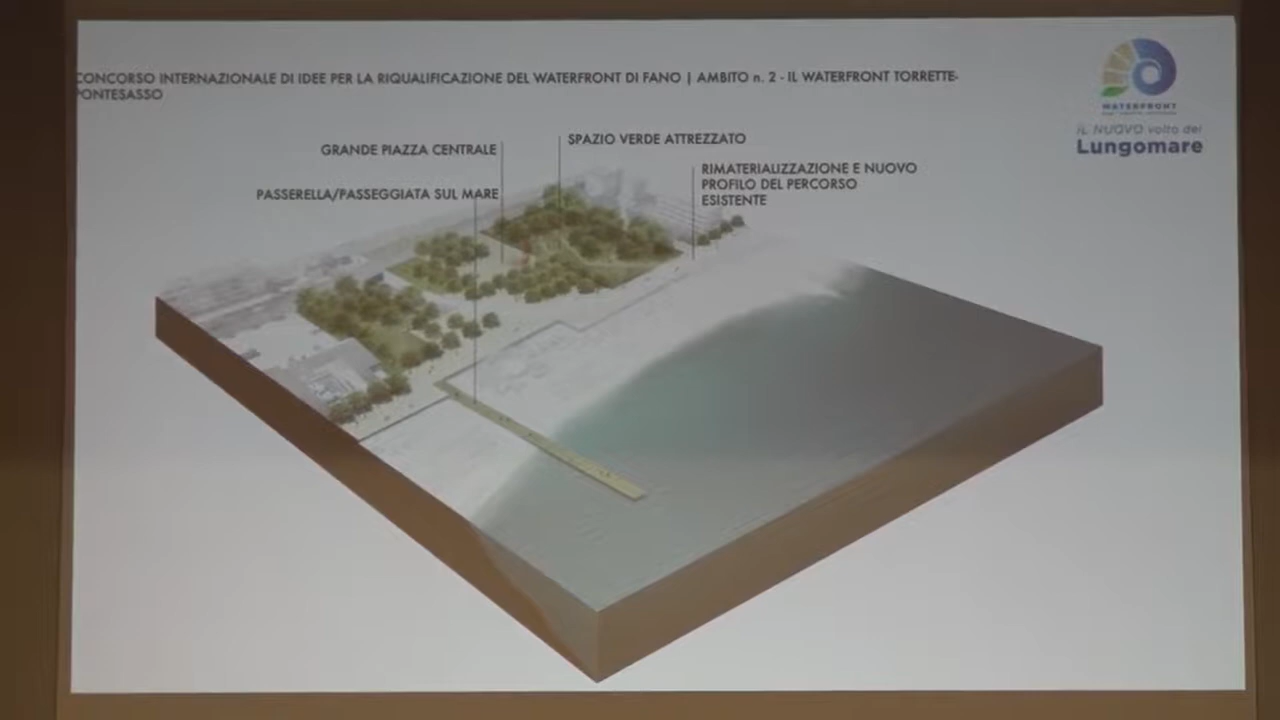 CONCORSO INTERNAZIONALE DI IDEE PER LA RIQUALIFICAZIONE DEL WATERFRONT DI FANO | AMBITO n. 2 - IL WATERFRONT TORRETTE-
PONTESASSO
WATERFRONT
IL NUOVO volto del
Lungomare
GRANDE PIAZZA CENTRALE
SPAZIO VERDE ATTREZZATO
PASSERELLA/PASSEGGIATA SUL MARE
RIMATERIALIZZAZIONE E NUOVO
PROFILO DEL PERCORSO
ESISTENTE